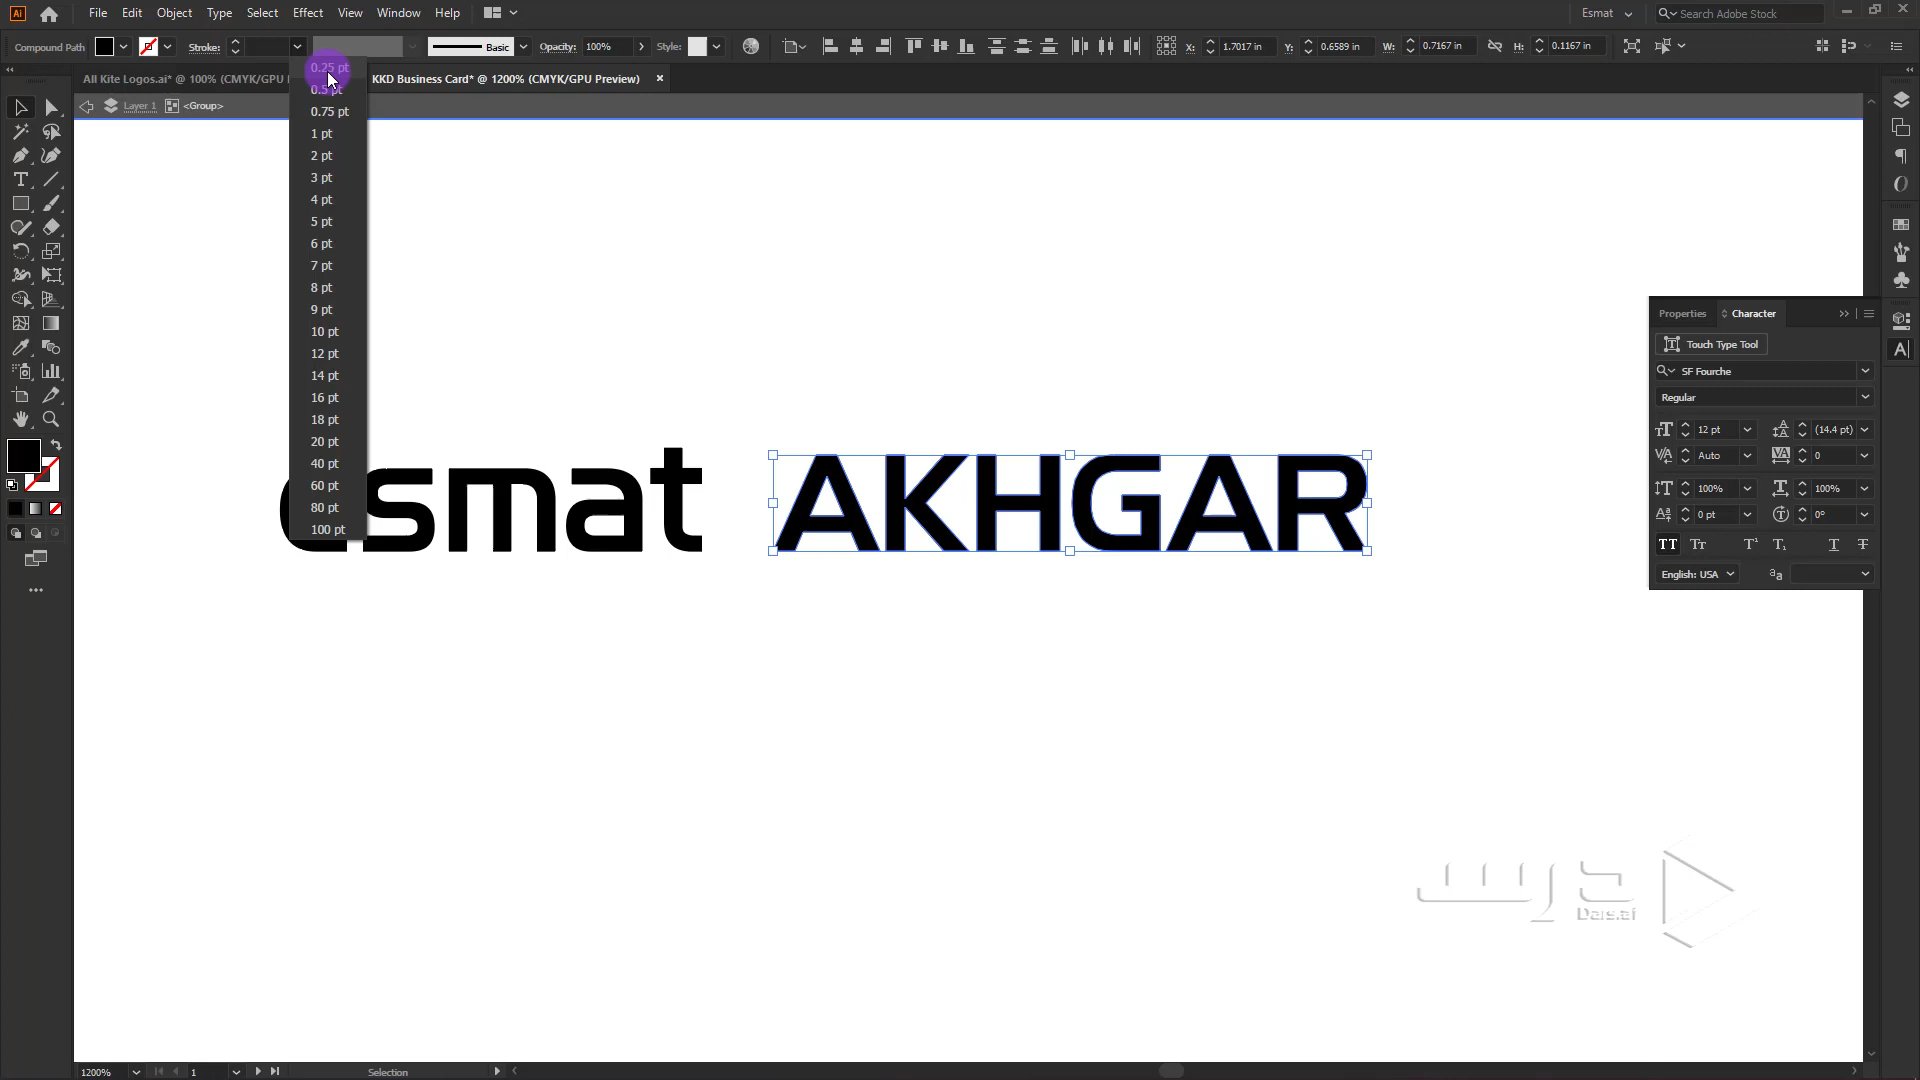 File Edit Object Type Select Effect View Window Help
Esmat
Search Adobe Stock
Compound Path
Stroke:
Basic
Opacity: 100%
Style:
X: 1.7017 in
Y: 0.6589 in
W: 0.7167 in
H: 0.1167 in
All Kite Logos.ai* @ 100% (CMYK/GPU
KKD Business Card* @ 1200% (CMYK/GPU Preview)
Layer 1
<Group>
0.25 pt
0.5 pt
0.75 pt
1 pt
2 pt
3 pt
4 pt
5 pt
6 pt
7 pt
8 pt
9 pt
10 pt
12 pt
14 pt
16 pt
18 pt
20 pt
40 pt
60 pt
80 pt
100 pt
esmat AKHGAR
Properties
Character
Touch Type Tool
SF Fourche
Regular
12 pt
(14.4 pt)
Auto
0
100%
100%
0 pt
0°
English: USA
درس
Dars.ai
1200%
1
Selection